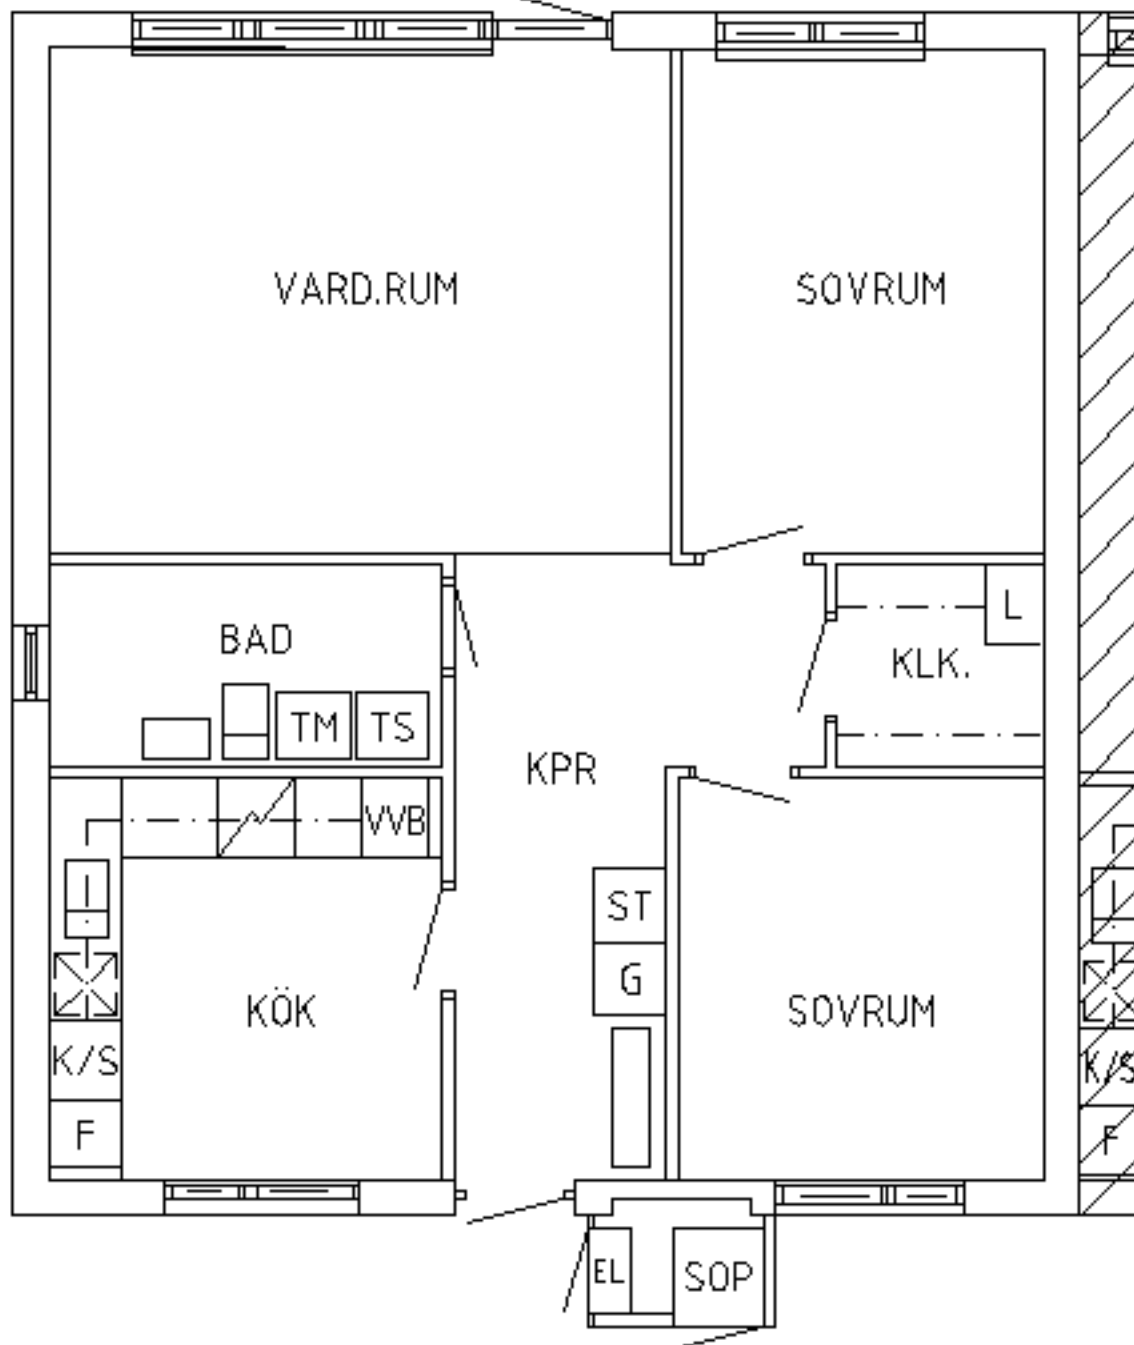 VARD.RUM
SOVRUM
BAD
L
KLK.
TM
TS
KPR
VVB
ST
G
KÖK
SOVRUM
K/S
K/S
F
F
EL
SOP